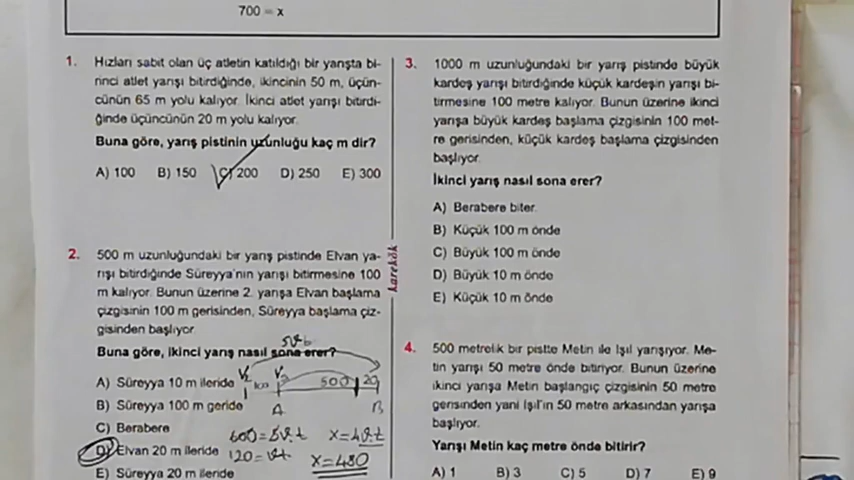 700 = x
1. Hızları sabit olan üç atletin katıldığı bir yarışta bi-
rinci atlet yarışı bitirdiğinde, ikincinin 50 m, üçün-
cünün 65 m yolu kalıyor. İkinci atlet yarışı bitirdi-
ğinde üçüncünün 20 m yolu kalıyor.
Buna göre, yarış pistinin uzunluğu kaç m dir?
A) 100 B) 150 C) 200 D) 250 E) 300
2. 500 m uzunluğundaki bir yarış pistinde Elvan ya-
rışı bitirdiğinde Süreyya'nın yarışı bitirmesine 100
m kalıyor. Bunun üzerine 2. yarışa Elvan başlama
çizgisinin 100 m gerisinden, Süreyya başlama çiz-
gisinden başlıyor.
Buna göre, ikinci yarış nasıl sona erer?
A) Süreyya 10 m ileride
B) Süreyya 100 m geride
C) Berabere
D) Elvan 20 m ileride
E) Süreyya 20 m ileride
100 500 20
A B
600=5v.t x=4v.t
120=vt x=480
karekök
3. 1000 m uzunluğundaki bir yarış pistinde büyük
kardeş yarışı bitirdiğinde küçük kardeşin yarışı bi-
tirmesine 100 metre kalıyor. Bunun üzerine ikinci
yarışa büyük kardeş başlama çizgisinin 100 met-
re gerisinden, küçük kardeş başlama çizgisinden
başlıyor.
İkinci yarış nasıl sona erer?
A) Berabere biter.
B) Küçük 100 m önde
C) Büyük 100 m önde
D) Büyük 10 m önde
E) Küçük 10 m önde
4. 500 metrelik bir pistte Metin ile Işıl yarışıyor. Me-
tin yarışı 50 metre önde bitiriyor. Bunun üzerine
ikinci yarışa Metin başlangıç çizgisinin 50 metre
gerisinden yani Işıl'ın 50 metre arkasından yarışa
başlıyor.
Yarışı Metin kaç metre önde bitirir?
A) 1 B) 3 C) 5 D) 7 E) 9